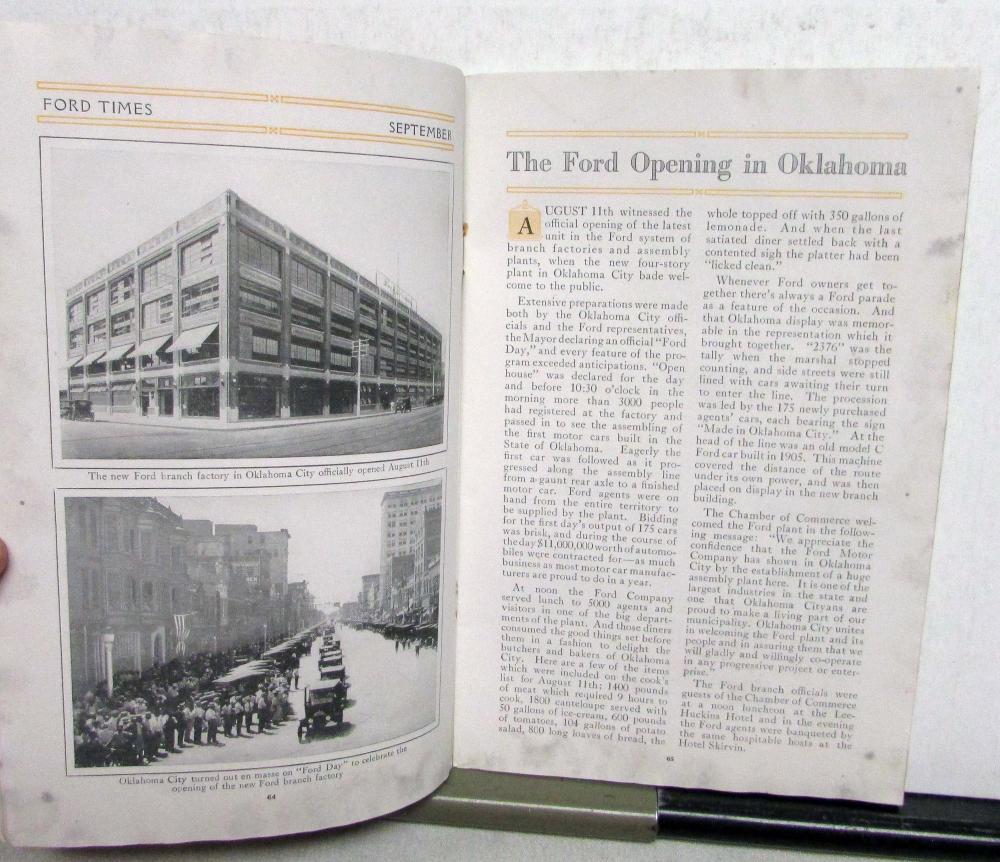 FORD TIMES
SEPTEMBER
The new Ford branch factory in Oklahoma City officially opened August 11th
Oklahoma City turned out en masse on "Ford Day" to celebrate the
opening of the new Ford branch factory
64
The Ford Opening in Oklahoma
AUGUST 11th witnessed the
official opening of the latest
unit in the Ford system of
branch factories and assembly
plants, when the new four-story
plant in Oklahoma City bade wel-
come to the public.
Extensive preparations were made
both by the Oklahoma City offi-
cials and the Ford representatives,
the Mayor declaring an official "Ford
Day," and every feature of the pro-
gram exceeded anticipations. "Open
house" was declared for the day
and before 10:30 o'clock in the
morning more than 3000 people
had registered at the factory and
passed in to see the assembling of
the first motor cars built in the
State of Oklahoma. Eagerly the
first car was followed as it pro-
gressed along the assembly line
from a gaunt rear axle to a finished
motor car. Ford agents were on
hand from the entire territory to
be supplied by the plant. Bidding
for the first day's output of 175 cars
was brisk, and during the course of
the day $11,000,000 worth of automo-
biles were contracted for—as much
business as most motor car manufac-
turers are proud to do in a year.
At noon the Ford Company
served lunch to 5000 agents and
visitors in one of the big depart-
ments of the plant. And those diners
consumed the good things set before
them in a fashion to delight the
butchers and bakers of Oklahoma
City. Here are a few of the items
which were included on the cook's
list for August 11th: 1400 pounds
of meat which required 9 hours to
cook, 1800 canteloupe served with
50 gallons of ice-cream, 600 pounds
of tomatoes, 104 gallons of potato
salad, 800 long loaves of bread, the
whole topped off with 350 gallons of
lemonade. And when the last
satiated diner settled back with a
contented sigh the platter had been
"licked clean."
Whenever Ford owners get to-
gether there's always a Ford parade
as a feature of the occasion. And
that Oklahoma display was memor-
able in the representation which it
brought together. "2376" was the
tally when the marshal stopped
counting, and side streets were still
lined with cars awaiting their turn
to enter the line. The procession
was led by the 175 newly purchased
agents' cars, each bearing the sign
"Made in Oklahoma City." At the
head of the line was an old model C
Ford car built in 1905. This machine
covered the distance of the route
under its own power, and was then
placed on display in the new branch
building.
The Chamber of Commerce wel-
comed the Ford plant in the follow-
ing message: "We appreciate the
confidence that the Ford Motor
Company has shown in Oklahoma
City by the establishment of a huge
assembly plant here. It is one of the
largest industries in the state and
one that Oklahoma Cityans are
proud to make a living part of our
municipality. Oklahoma City unites
in welcoming the Ford plant and its
people and in assuring them that we
will gladly and willingly co-operate
in any progressive project or enter-
prise."
The Ford branch officials were
guests of the Chamber of Commerce
at a noon luncheon at the Lee-
Huckins Hotel and in the evening
the Ford agents were banqueted by
the same hospitable hosts at the
Hotel Skirvin.
65